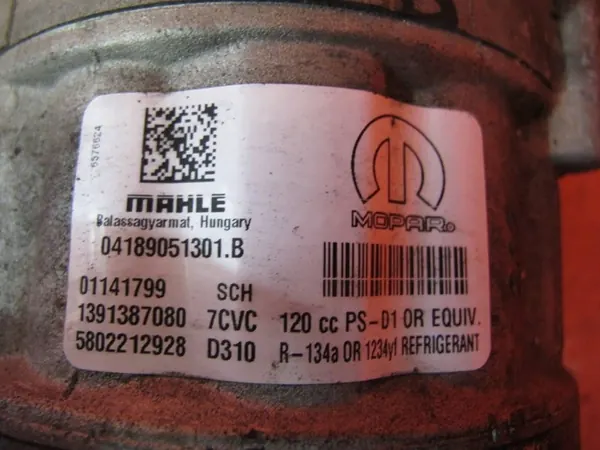 6576624
MAHLE
Balassagyarmat, Hungary
04189051301.B
MOPAR®
01141799 SCH
1391387080 7CVC 120 cc PS-D1 OR EQUIV.
5802212928 D310 R-134a OR 1234yf REFRIGERANT